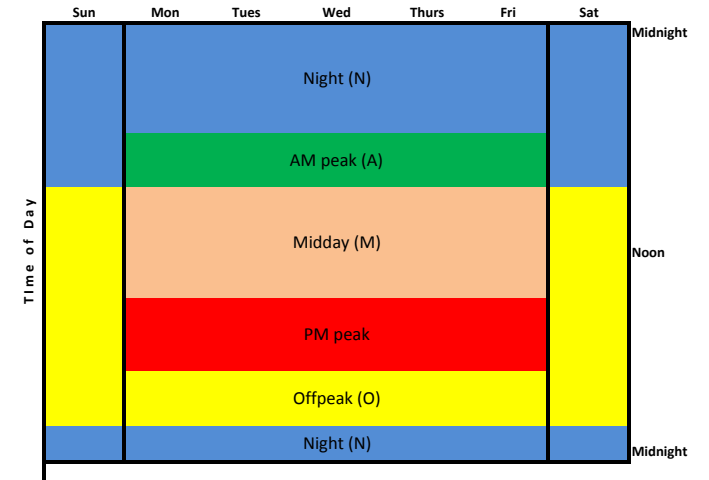 Sun Mon Tues Wed Thurs Fri Sat
Midnight
Night (N)
AM peak (A)
Time of Day
Midday (M)
Noon
PM peak
Offpeak (O)
Night (N)
Midnight